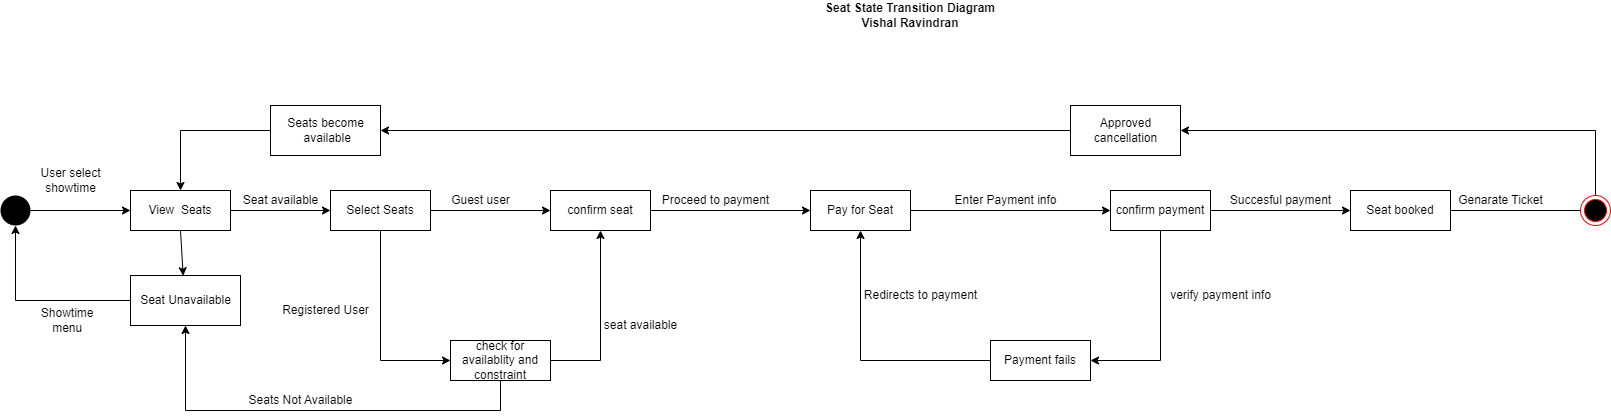 Seat State Transition Diagram
Vishal Ravindran
Seats become
available
Approved
cancellation
User select
showtime
View  Seats
Seat available
Select Seats
Guest user
confirm seat
Proceed to payment
Pay for Seat
Enter Payment info
confirm payment
Succesful payment
Seat booked
Genarate Ticket
Seat Unavailable
Showtime
menu
Registered User
seat available
Redirects to payment
verify payment info
check for
availablity and
constraint
Payment fails
Seats Not Available